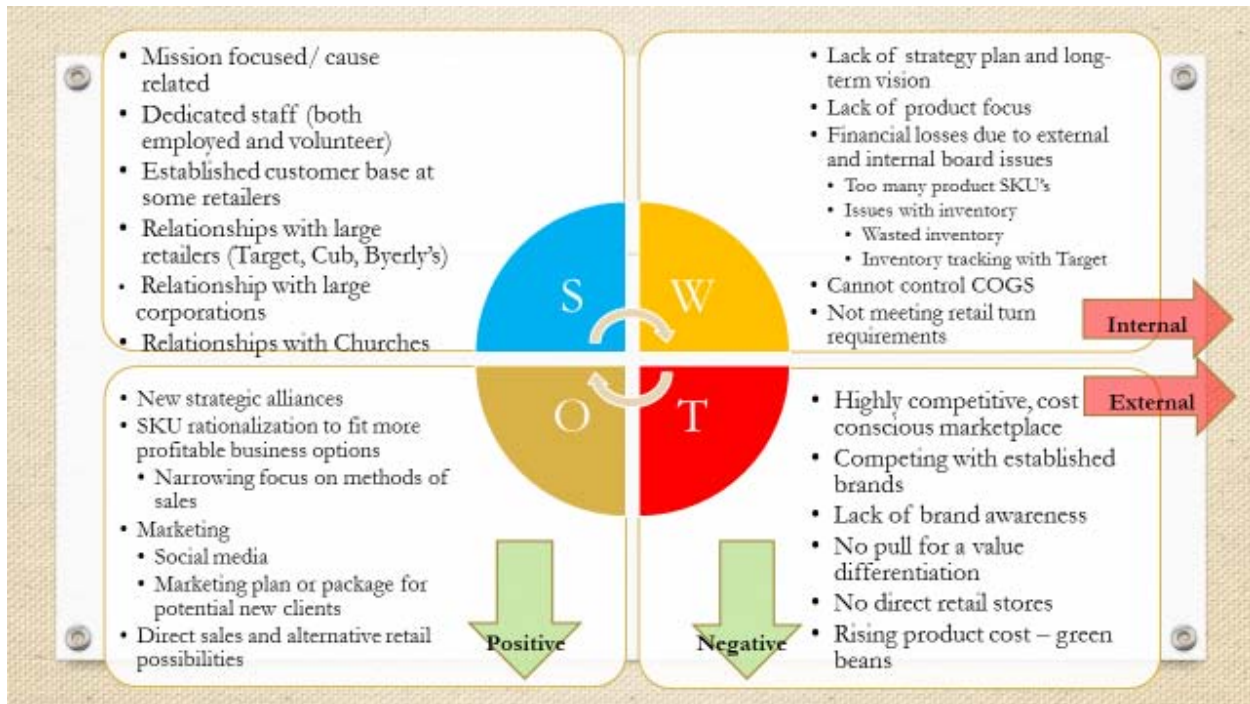 • Mission focused/ cause
related
• Dedicated staff (both
employed and volunteer)
• Established customer base at
some retailers
• Relationships with large
retailers (Target, Cub, Byerly's)
• Relationship with large
corporations
• Relationships with Churches
• Lack of strategy plan and long-
term vision
• Lack of product focus
• Financial losses due to external
and internal board issues
• Too many product SKU's
• Issues with inventory
• Wasted inventory
• Inventory tracking with Target
• Cannot control COGS
• Not meeting retail turn
requirements
S
W
O
T
Internal
External
• New strategic alliances
• SKU rationalization to fit more
profitable business options
• Narrowing focus on methods of
sales
• Marketing
• Social media
• Marketing plan or package for
potential new clients
• Direct sales and alternative retail
possibilities
Positive
Negative
• Highly competitive, cost
conscious marketplace
• Competing with established
brands
• Lack of brand awareness
• No pull for a value
differentiation
• No direct retail stores
• Rising product cost – green
beans